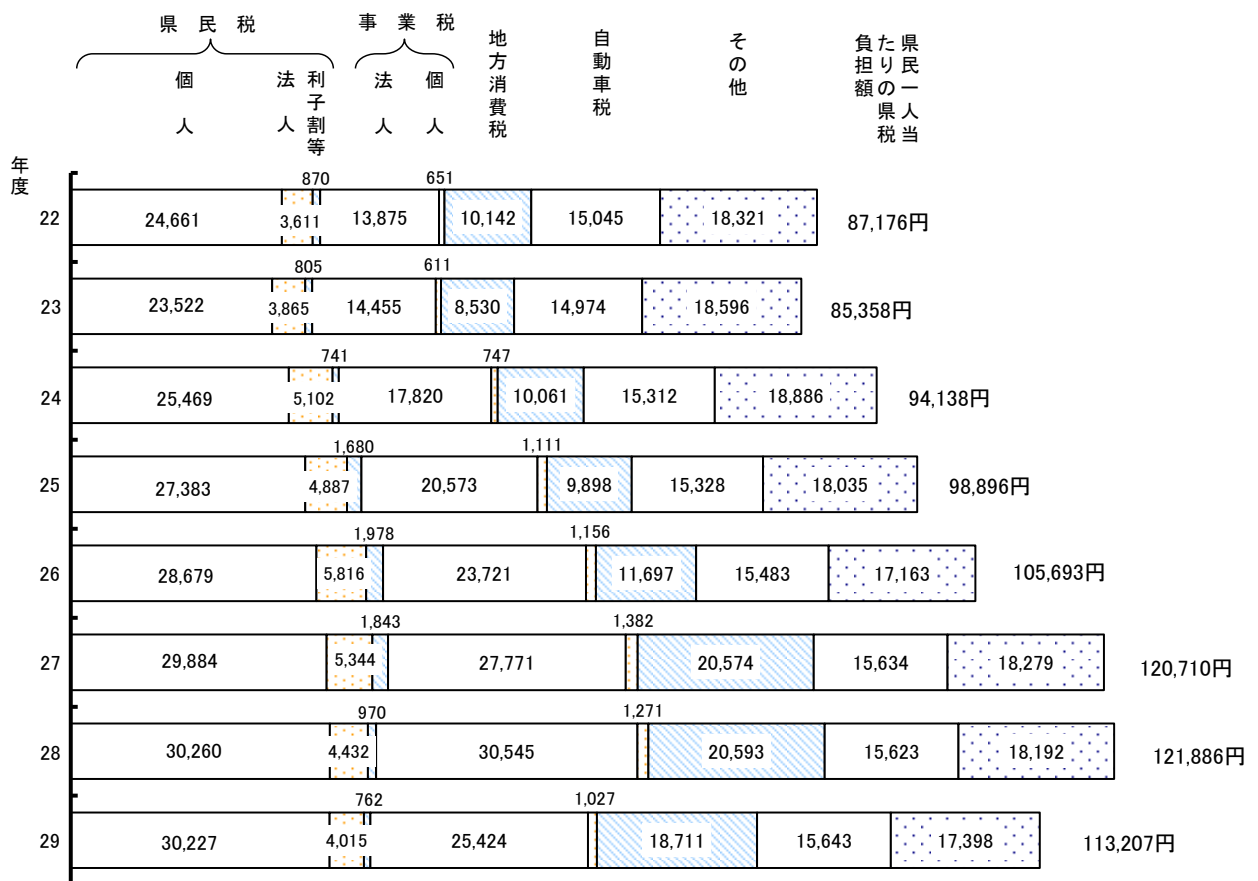 県民税
個人
法人
利子割等
事業税
法人
個人
地方消費税
自動車税
その他
県民一人当
たりの県税
負担額
年度
870 651
22 24,661 3,611 13,875 10,142 15,045 18,321 87,176円
805 611
23 23,522 3,865 14,455 8,530 14,974 18,596 85,358円
741 747
24 25,469 5,102 17,820 10,061 15,312 18,886 94,138円
1,680 1,111
25 27,383 4,887 20,573 9,898 15,328 18,035 98,896円
1,978 1,156
26 28,679 5,816 23,721 11,697 15,483 17,163 105,693円
1,843 1,382
27 29,884 5,344 27,771 20,574 15,634 18,279 120,710円
970 1,271
28 30,260 4,432 30,545 20,593 15,623 18,192 121,886円
762 1,027
29 30,227 4,015 25,424 18,711 15,643 17,398 113,207円